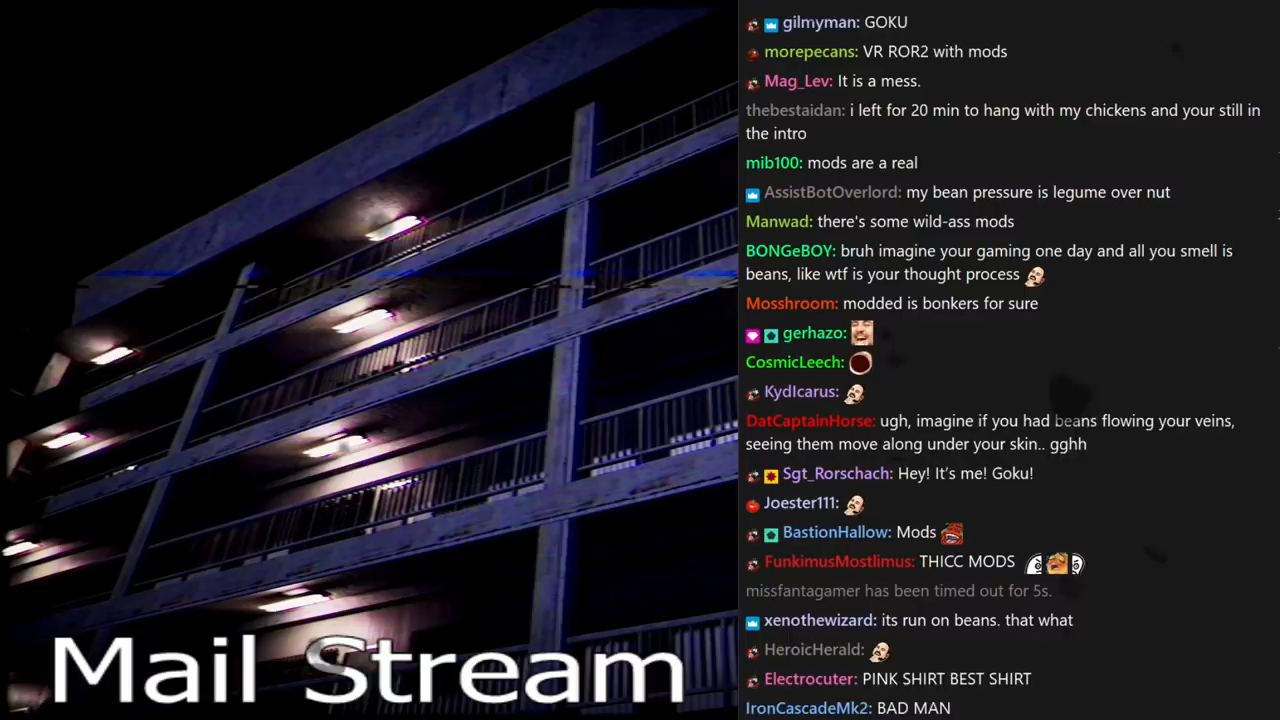 gilmyman: GOKU
morepecans: VR ROR2 with mods
Mag_Lev: It is a mess.
thebestaidan: i left for 20 min to hang with my chickens and your still in
the intro
mib100: mods are a real
AssistBotOverlord: my bean pressure is legume over nut
Manwad: there's some wild-ass mods
BONGeBOY: bruh imagine your gaming one day and all you smell is
beans, like wtf is your thought process
Mosshroom: modded is bonkers for sure
gerhazo:
CosmicLeech:
KydIcarus:
DatCaptainHorse: ugh, imagine if you had beans flowing your veins,
seeing them move along under your skin.. gghh
Sgt_Rorschach: Hey! It's me! Goku!
Joester111:
BastionHallow: Mods
FunkimusMostlimus: THICC MODS
missfantagamer has been timed out for 5s.
xenothewizard: its run on beans. that what
HeroicHerald:
Electrocuter: PINK SHIRT BEST SHIRT
IronCascadeMk2: BAD MAN
Mail Stream